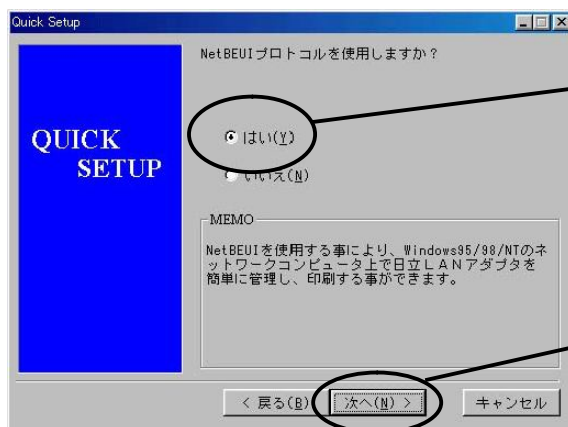 Quick Setup
NetBEUIプロトコルを使用しますか？
QUICK
SETUP
はい(Y)
いいえ(N)
MEMO
NetBEUIを使用する事により、Windows95/98/NTのネ
ットワークコンピュータ上で日立ＬＡＮアダプタを
簡単に管理し、印刷する事ができます。
< 戻る(B)
次へ(N) >
キャンセル